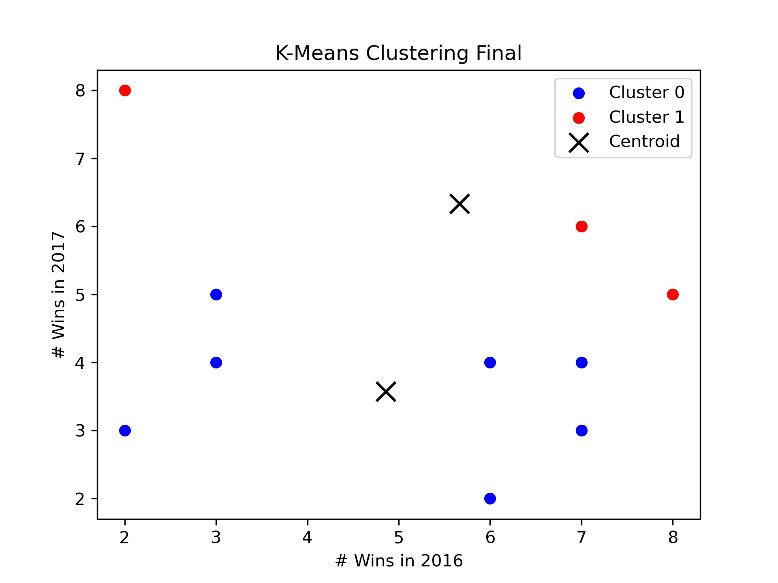 K-Means Clustering Final
Cluster 0
Cluster 1
Centroid
8
7
6
5
4
3
2
# Wins in 2017
2 3 4 5 6 7 8
# Wins in 2016